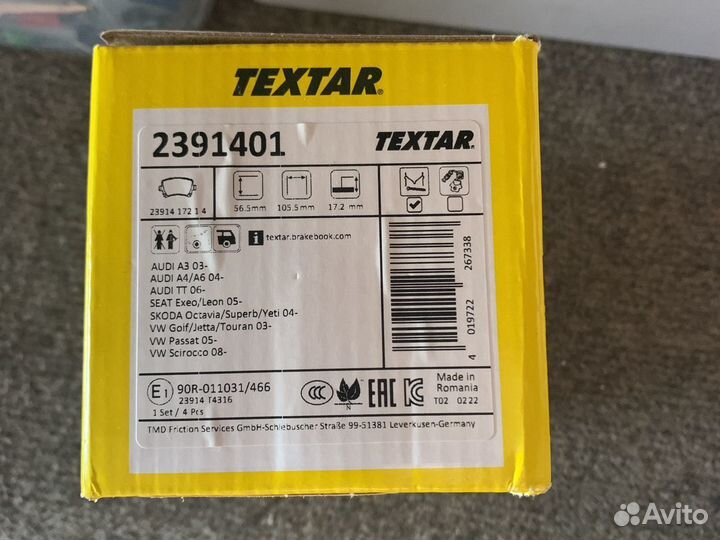 TEXTAR®
2391401
TEXTAR®
23914 172 1 4
56.5mm
105.5mm
17.2 mm
i textar.brakebook.com
AUDI A3 03-
AUDI A4/A6 04-
AUDI TT 06-
SEAT Exeo/Leon 05-
SKODA Octavia/Superb/Yeti 04-
VW Golf/Jetta/Touran 03-
VW Passat 05-
VW Scirocco 08-
4 019722 267338
E1 90R-011031/466
23914 T4316
1 Set / 4 Pcs
CCC
N
EAC
Made in
Romania
T02 0222
TMD Friction Services GmbH-Schlebuscher Straße 99-51381 Leverkusen-Germany
Avito